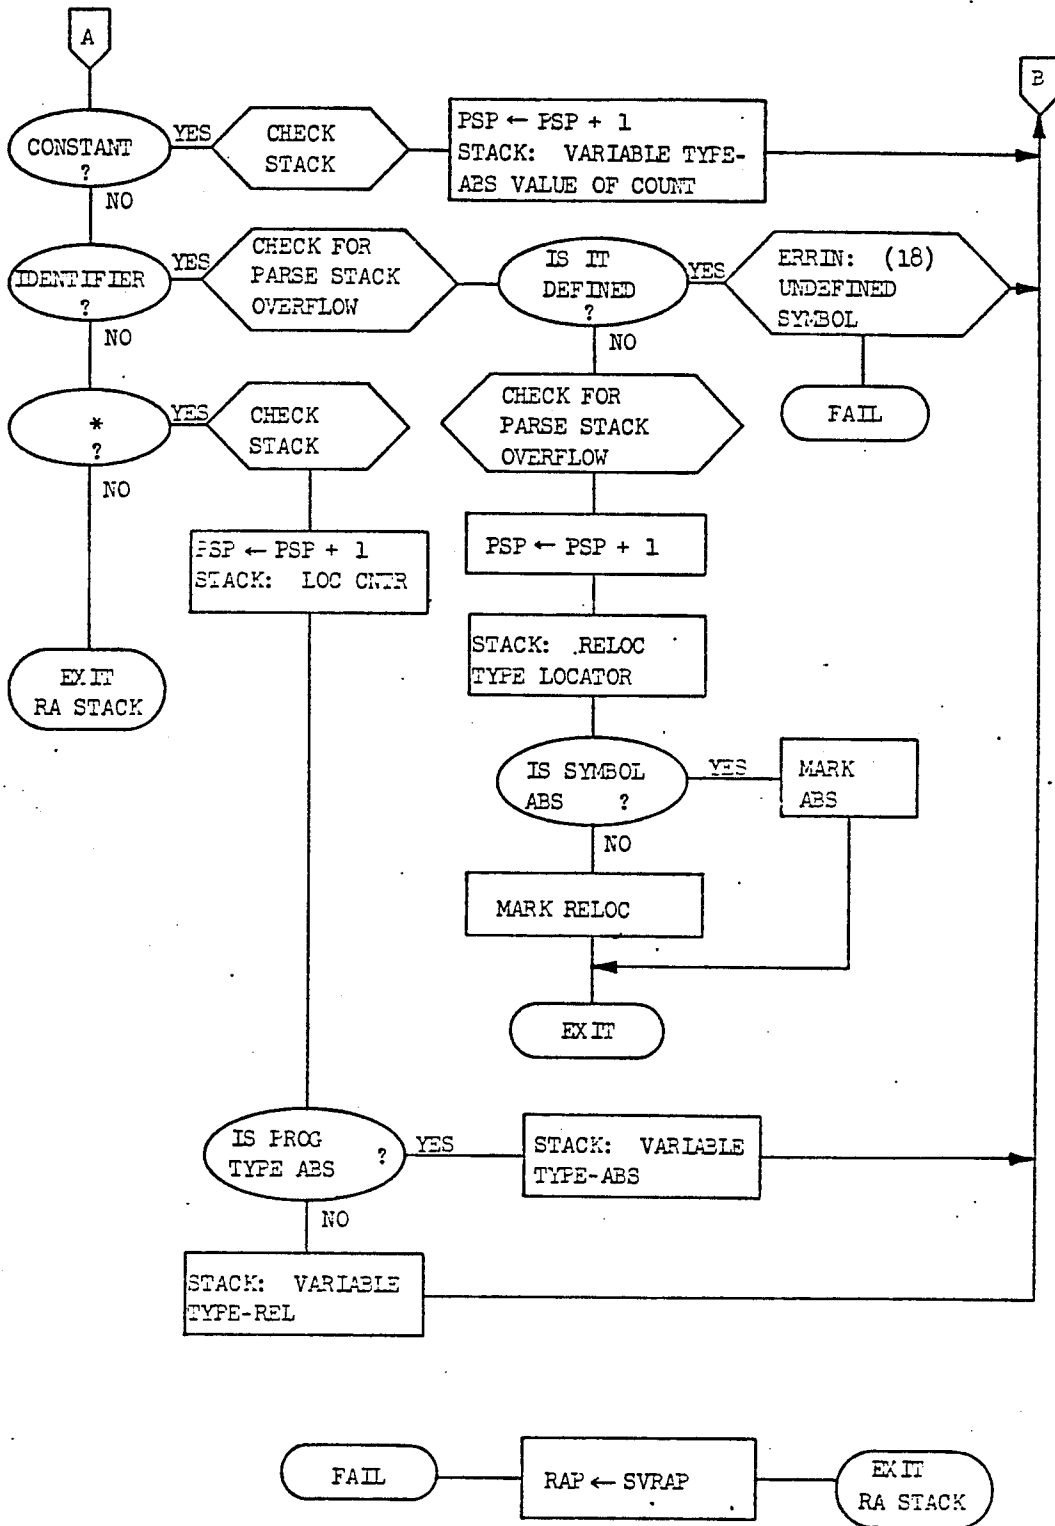 A
B
CONSTANT
?
YES
CHECK
STACK
PSP ← PSP + 1
STACK: VARIABLE TYPE-
ABS VALUE OF COUNT
NO
IDENTIFIER
?
YES
CHECK FOR
PARSE STACK
OVERFLOW
IS IT
DEFINED
?
YES
ERRIN: (18)
UNDEFINED
SYMBOL
NO
NO
FAIL
*
?
YES
CHECK
STACK
CHECK FOR
PARSE STACK
OVERFLOW
NO
PSP ← PSP + 1
STACK: LOC CNTR
PSP ← PSP + 1
STACK: RELOC
TYPE LOCATOR
EXIT
RA STACK
IS SYMBOL
ABS ?
YES
MARK
ABS
NO
MARK RELOC
EXIT
IS PROG
TYPE ABS ?
YES
STACK: VARIABLE
TYPE-ABS
NO
STACK: VARIABLE
TYPE-REL
FAIL
RAP ← SVRAP
EXIT
RA STACK